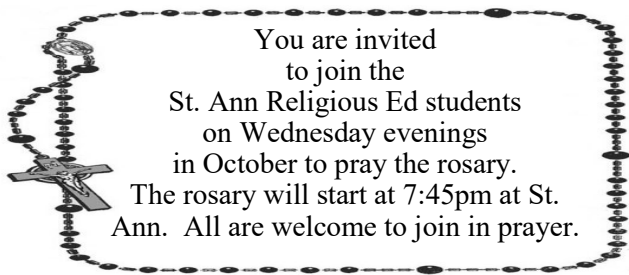 You are invited
to join the
St. Ann Religious Ed students
on Wednesday evenings
in October to pray the rosary.
The rosary will start at 7:45pm at St.
Ann.  All are welcome to join in prayer.